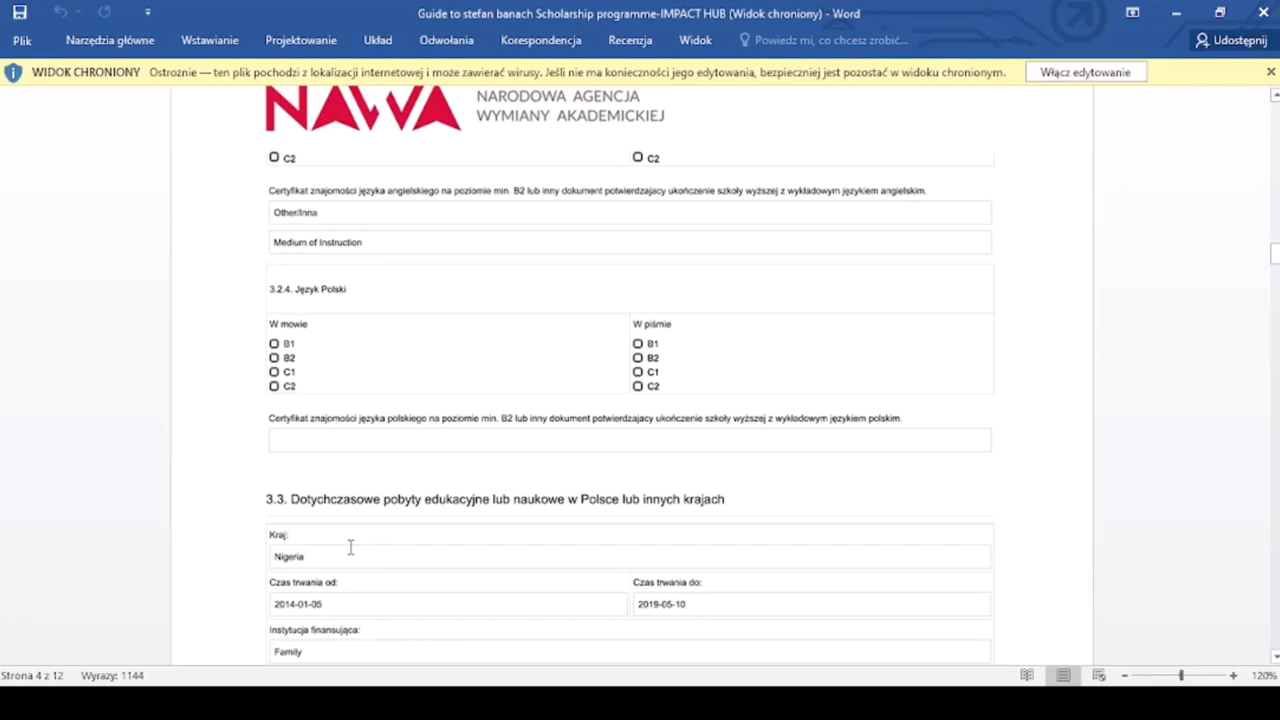 Guide to stefan banach Scholarship programme-IMPACT HUB (Widok chroniony) - Word
Plik Narzędzia główne Wstawianie Projektowanie Układ Odwołania Korespondencja Recenzja Widok Powiedz mi, co chcesz zrobić... Udostępnij
WIDOK CHRONIONY Ostrożnie — ten plik pochodzi z lokalizacji internetowej i może zawierać wirusy. Jeśli nie ma konieczności jego edytowania, bezpieczniej jest pozostać w widoku chronionym. Włącz edytowanie
NAWA NARODOWA AGENCJA
WYMIANY AKADEMICKIEJ
C2 C2
Certyfikat znajomości języka angielskiego na poziomie min. B2 lub inny dokument potwierdzajacy ukończenie szkoły wyższej z wykładowym językiem angielskim.
Other/Inna
Medium of Instruction
3.2.4. Język Polski
W mowie W piśmie
B1 B1
B2 B2
C1 C1
C2 C2
Certyfikat znajomości języka polskiego na poziomie min. B2 lub inny dokument potwierdzajacy ukończenie szkoły wyższej z wykładowym językiem polskim.
3.3. Dotychczasowe pobyty edukacyjne lub naukowe w Polsce lub innych krajach
Kraj:
Nigeria
Czas trwania od: Czas trwania do:
2014-01-05 2019-05-10
Instytucja finansująca:
Family
Strona 4 z 12 Wyrazy: 1144 120%